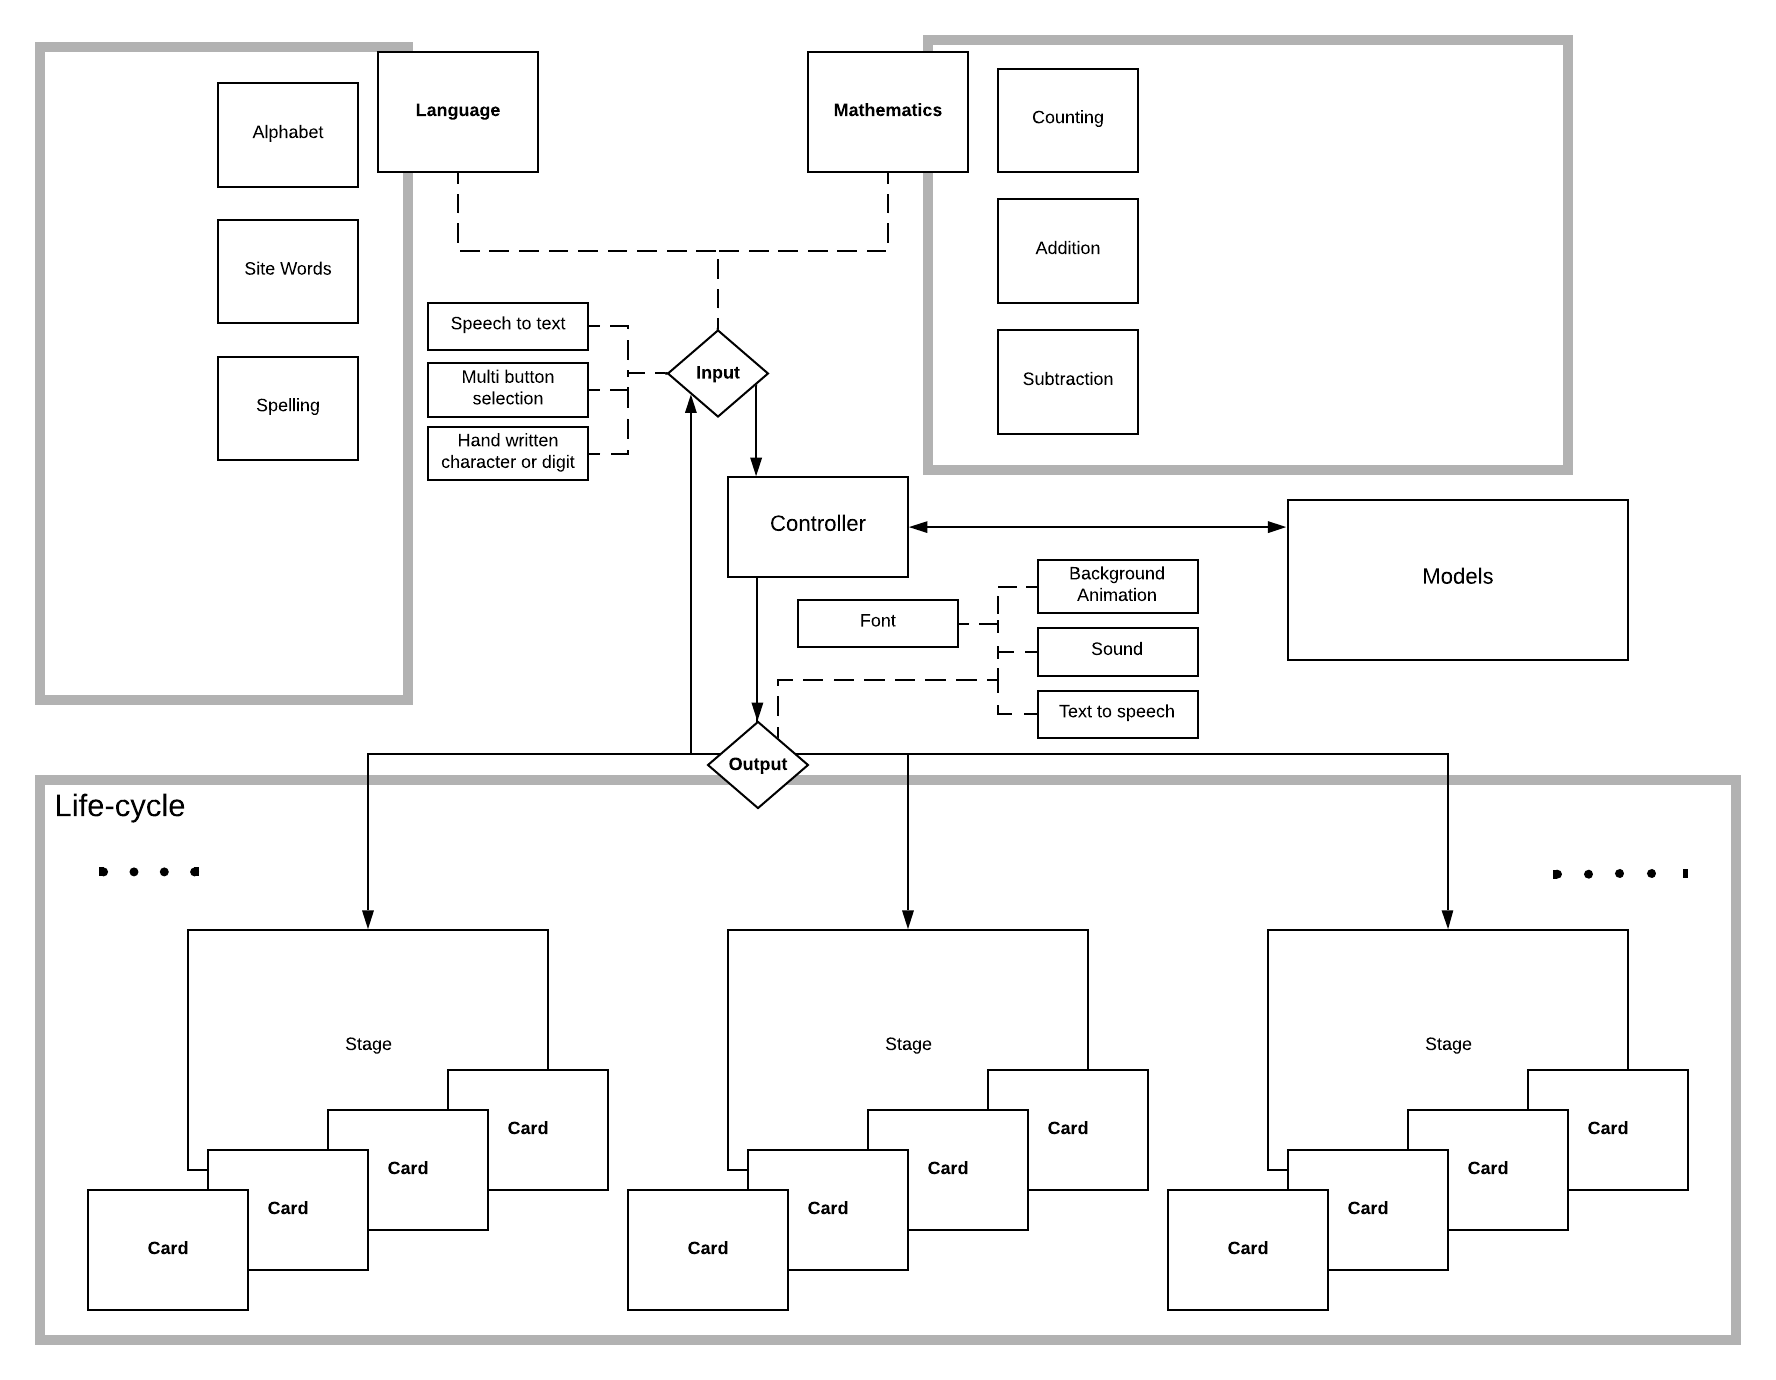 Language
Mathematics
Alphabet
Site Words
Spelling
Counting
Addition
Subtraction
Speech to text
Multi button
selection
Hand written
character or digit
Input
Controller
Models
Font
Background
Animation
Sound
Text to speech
Output
Life-cycle
Stage
Card
Card
Card
Card
Stage
Card
Card
Card
Card
Stage
Card
Card
Card
Card